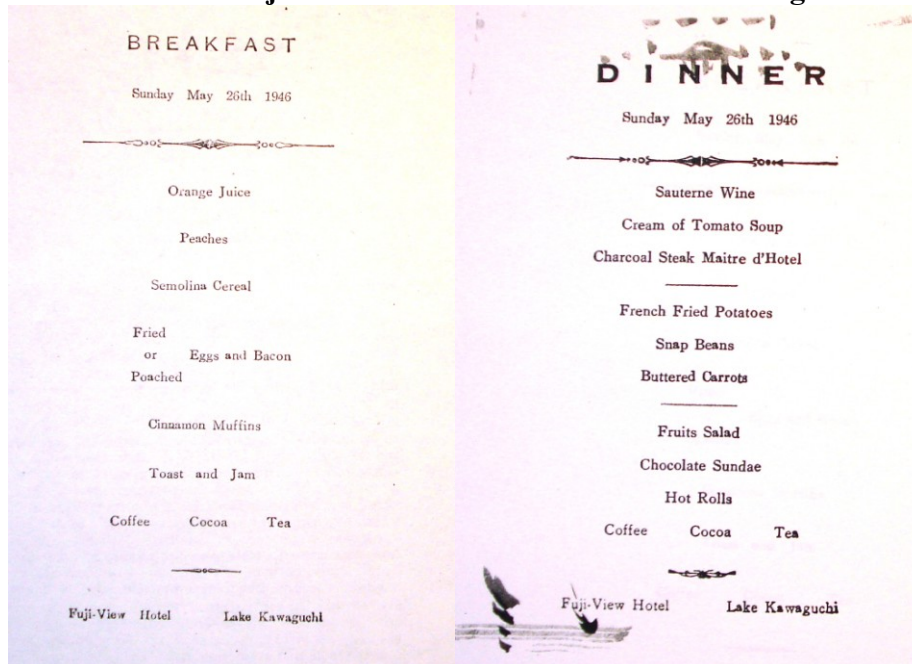 BREAKFAST
Sunday May 26th 1946
Orange Juice
Peaches
Semolina Cereal
Fried
or Eggs and Bacon
Poached
Cinnamon Muffins
Toast and Jam
Coffee Cocoa Tea
Fuji-View Hotel Lake Kawaguchi
DINNER
Sunday May 26th 1946
Sauterne Wine
Cream of Tomato Soup
Charcoal Steak Maitre d'Hotel
French Fried Potatoes
Snap Beans
Buttered Carrots
Fruits Salad
Chocolate Sundae
Hot Rolls
Coffee Cocoa Tea
Fuji-View Hotel Lake Kawaguchi